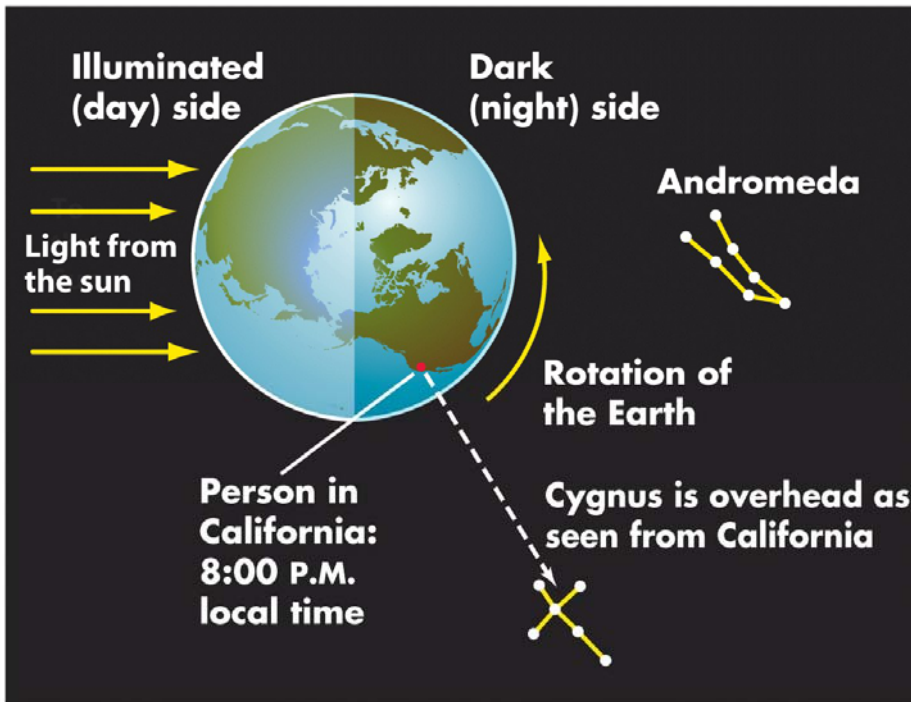 Illuminated
(day) side
Dark
(night) side
Andromeda
To
Light from
the sun
Rotation of
the Earth
Person in
California:
8:00 P.M.
local time
Cygnus is overhead as
seen from California